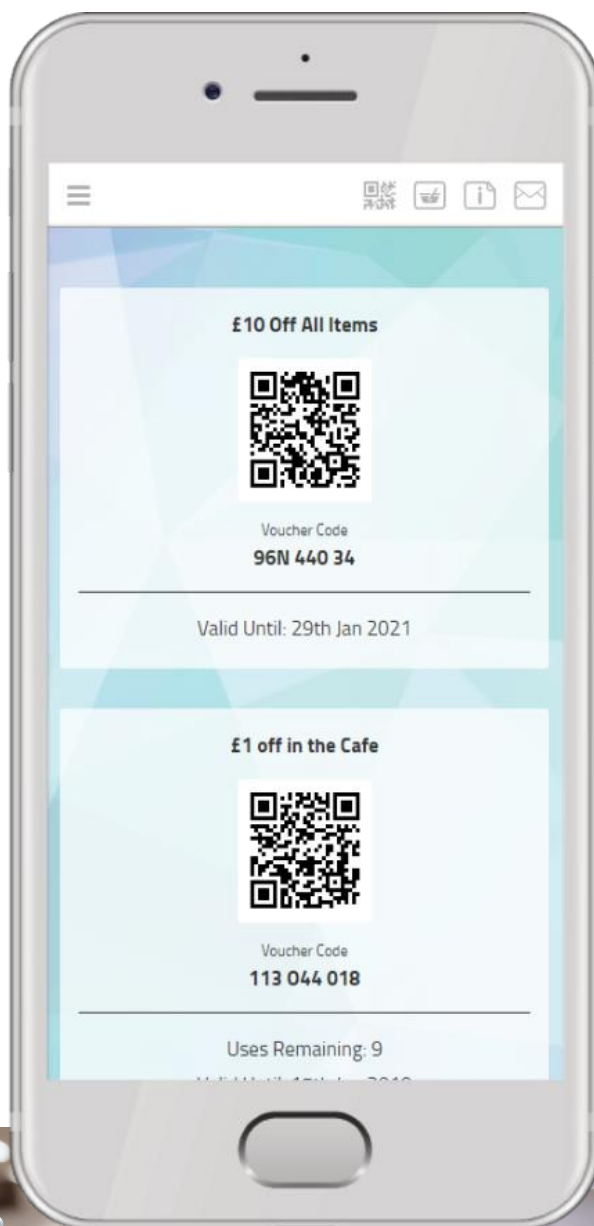 £10 Off All Items
Voucher Code
96N 440 34
Valid Until: 29th Jan 2021
£1 off in the Cafe
Voucher Code
113 044 018
Uses Remaining: 9